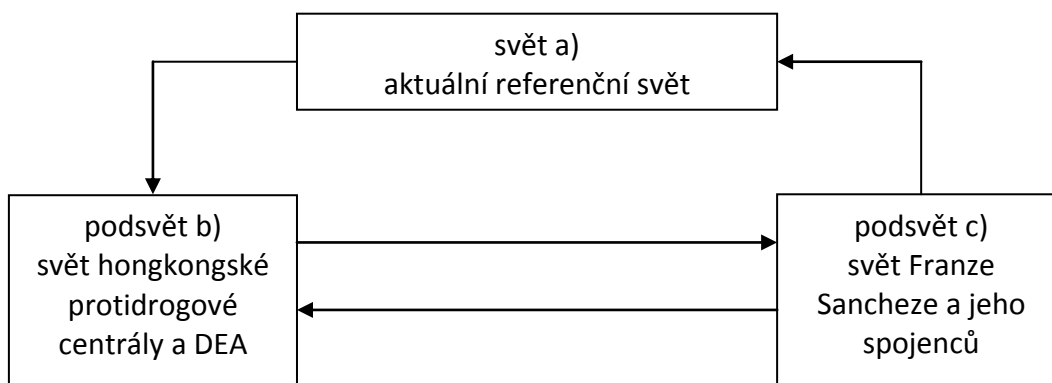 svět a)
aktuální referenční svět
podsvět b)
svět hongkongské
protidrogové
centrály a DEA
podsvět c)
svět Franze
Sancheze a jeho
spojenců